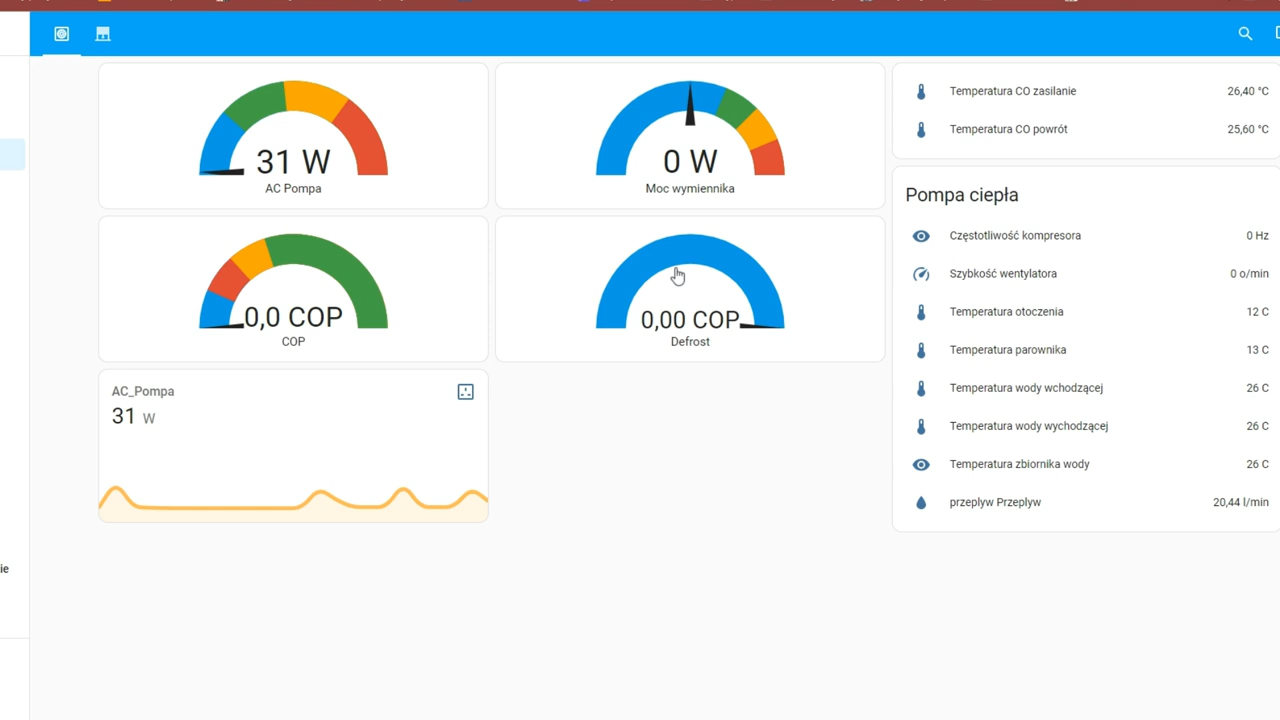 31 W
AC Pompa
0 W
Moc wymiennika
0,0 COP
COP
0,00 COP
Defrost
AC_Pompa
31 W
Temperatura CO zasilanie 26,40 °C
Temperatura CO powrót 25,60 °C
Pompa ciepła
Częstotliwość kompresora 0 Hz
Szybkość wentylatora 0 o/min
Temperatura otoczenia 12 C
Temperatura parownika 13 C
Temperatura wody wchodzącej 26 C
Temperatura wody wychodzącej 26 C
Temperatura zbiornika wody 26 C
przeplyw Przeplyw 20,44 l/min
ie